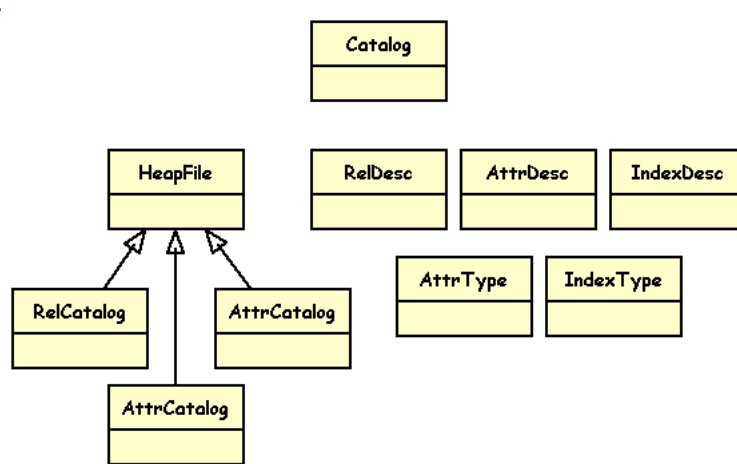 Catalog
HeapFile
RelDesc
AttrDesc
IndexDesc
AttrType
IndexType
RelCatalog
AttrCatalog
AttrCatalog